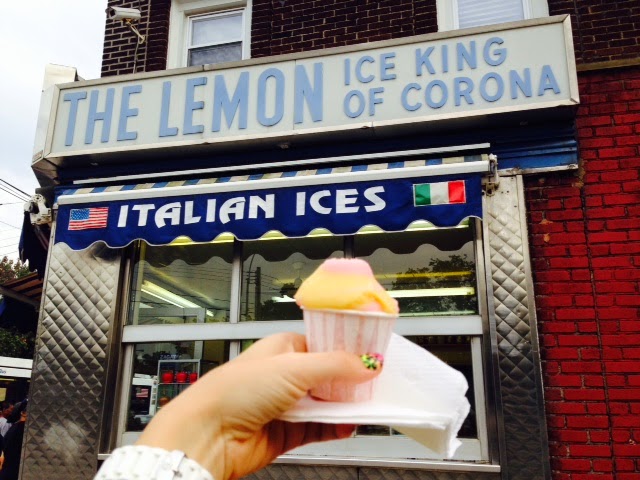 THE LEMON ICE KING
OF CORONA
ITALIAN ICES